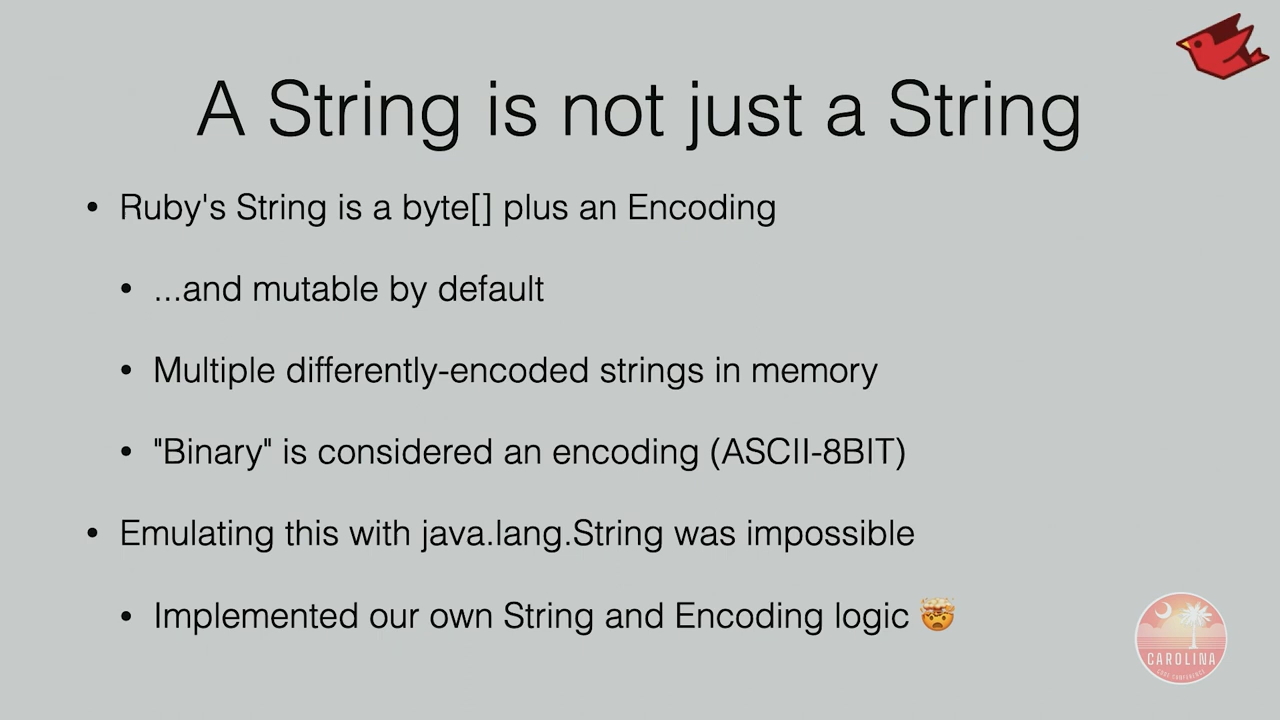 A String is not just a String
• Ruby's String is a byte[] plus an Encoding
• ...and mutable by default
• Multiple differently-encoded strings in memory
• "Binary" is considered an encoding (ASCII-8BIT)
• Emulating this with java.lang.String was impossible
• Implemented our own String and Encoding logic 🤯
CAROLINA
CODE CONFERENCE